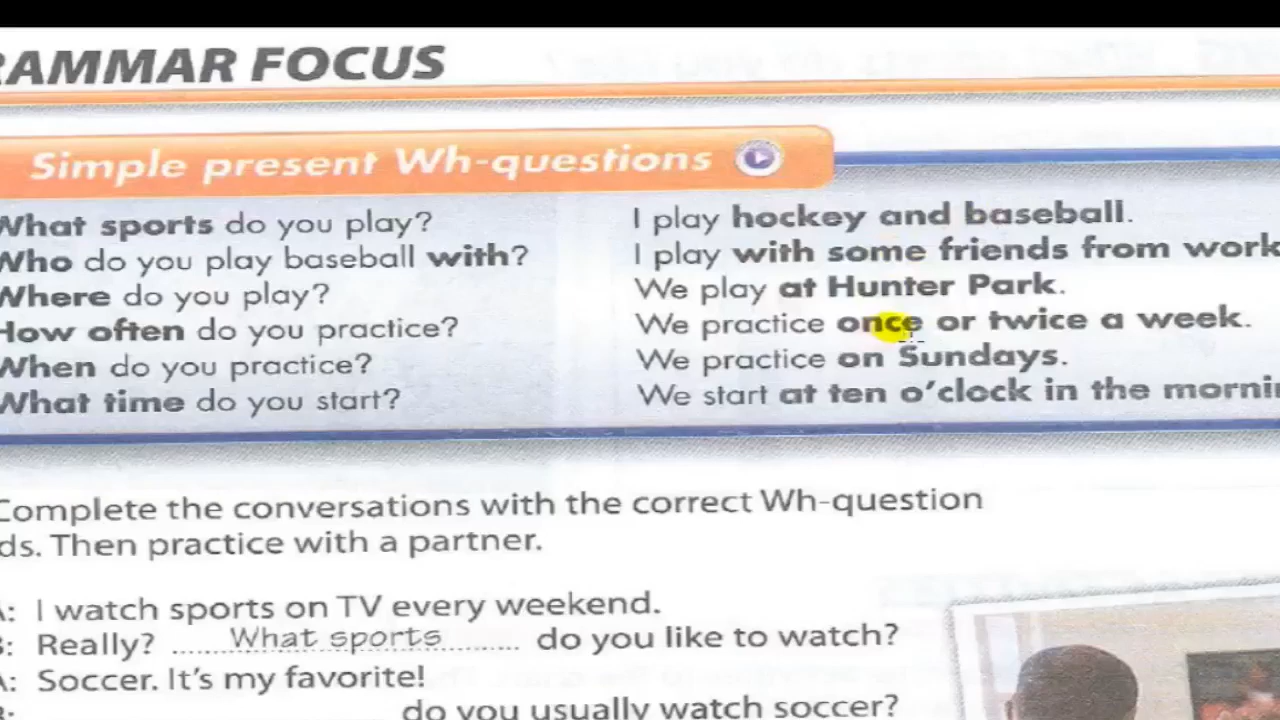 RAMMAR FOCUS
Simple present Wh-questions
What sports do you play? I play hockey and baseball.
Who do you play baseball with? I play with some friends from work
Where do you play? We play at Hunter Park.
How often do you practice? We practice once or twice a week.
When do you practice? We practice on Sundays.
What time do you start? We start at ten o'clock in the mornin
Complete the conversations with the correct Wh-question
ds. Then practice with a partner.
A: I watch sports on TV every weekend.
B: Really? What sports do you like to watch?
A: Soccer. It's my favorite!
B: do you usually watch soccer?